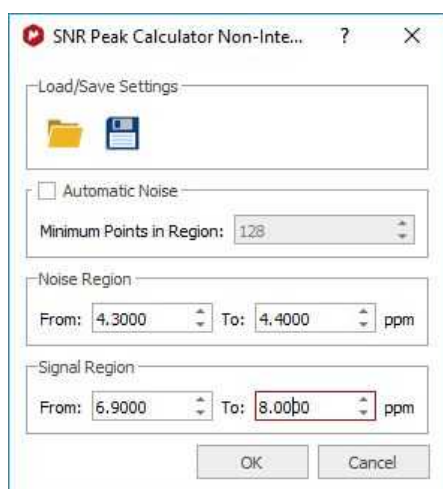 SNR Peak Calculator Non-Inte... ? ×
Load/Save Settings
Automatic Noise
Minimum Points in Region: 128
Noise Region
From: 4.3000 To: 4.4000 ppm
Signal Region
From: 6.9000 To: 8.0000 ppm
OK Cancel